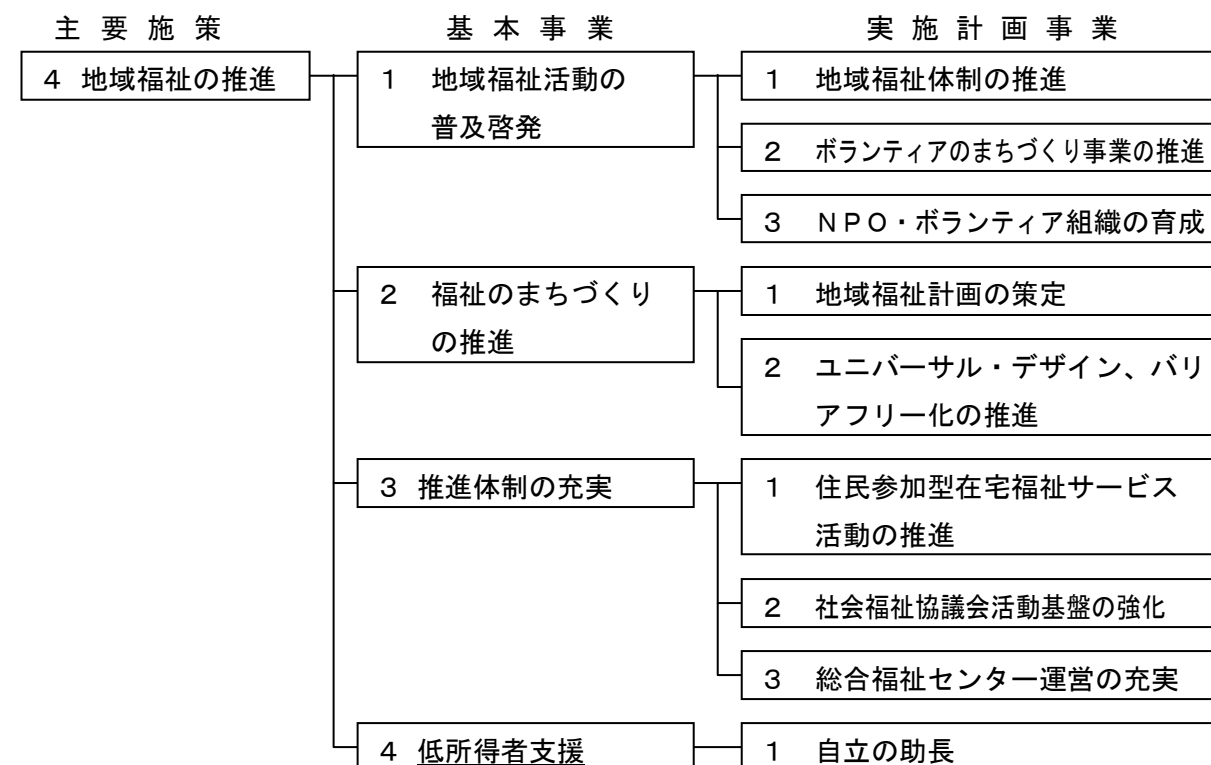 主要施策　基本事業　実施計画事業
4 地域福祉の推進
1 地域福祉活動の
普及啓発
1 地域福祉体制の推進
2 ボランティアのまちづくり事業の推進
3 ＮＰＯ・ボランティア組織の育成
2 福祉のまちづくり
の推進
1 地域福祉計画の策定
2 ユニバーサル・デザイン、バリ
アフリー化の推進
3 推進体制の充実
1 住民参加型在宅福祉サービス
活動の推進
2 社会福祉協議会活動基盤の強化
3 総合福祉センター運営の充実
4 低所得者支援
1 自立の助長